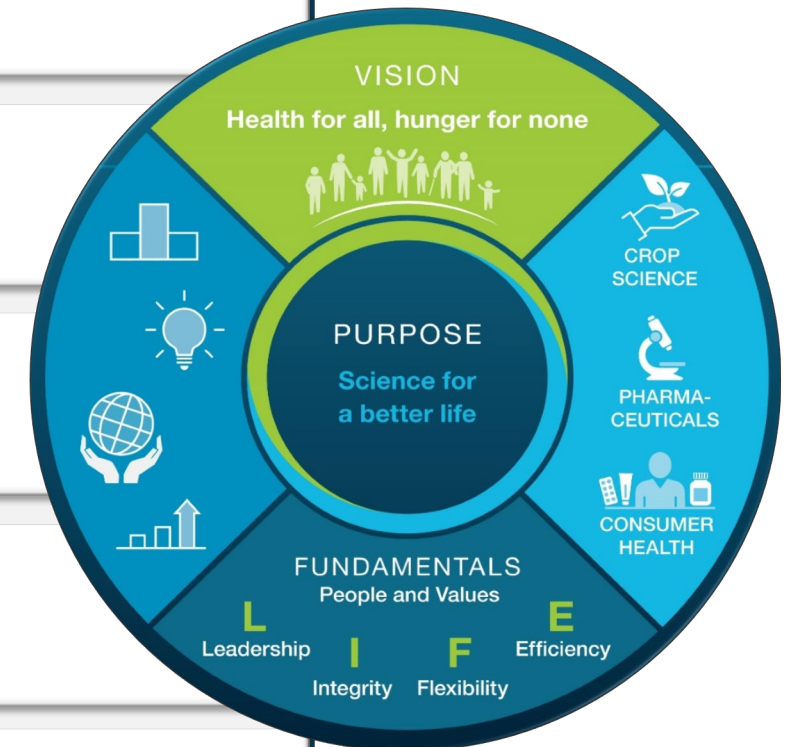 VISION
Health for all, hunger for none
CROP
SCIENCE
PHARMA-
CEUTICALS
CONSUMER
HEALTH
PURPOSE
Science for
a better life
FUNDAMENTALS
People and Values
L I F E
Leadership Integrity Flexibility Efficiency